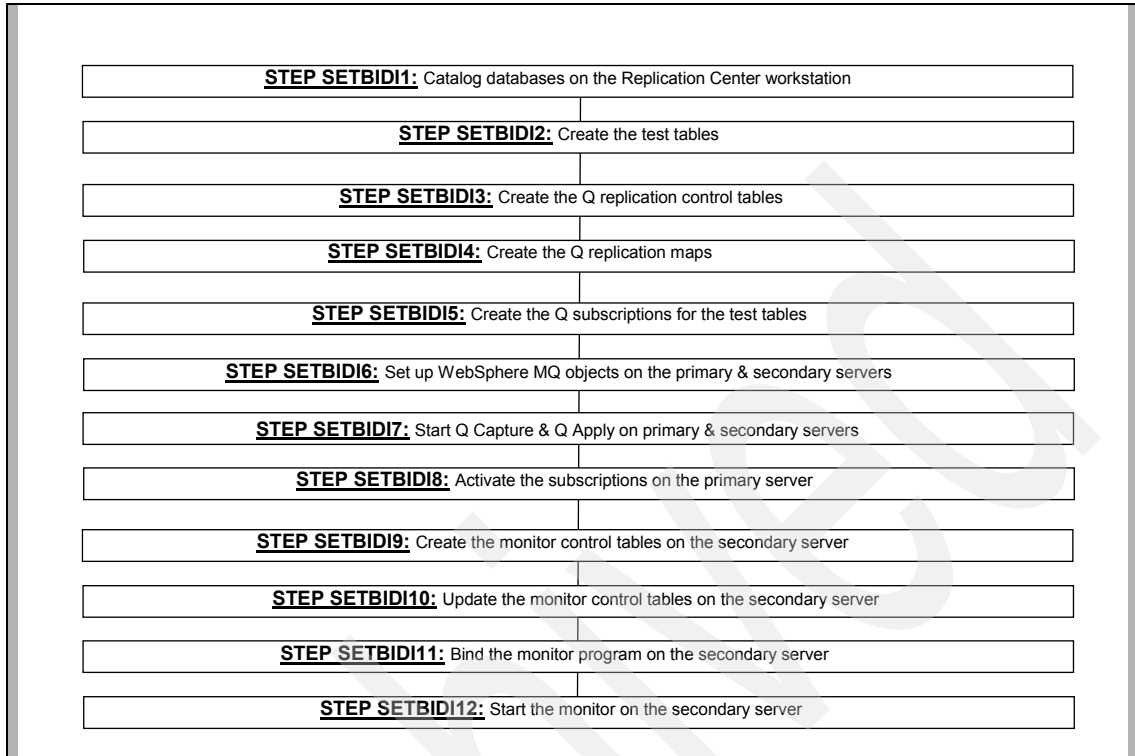 STEP SETBIDI1: Catalog databases on the Replication Center workstation
STEP SETBIDI2: Create the test tables
STEP SETBIDI3: Create the Q replication control tables
STEP SETBIDI4: Create the Q replication maps
STEP SETBIDI5: Create the Q subscriptions for the test tables
STEP SETBIDI6: Set up WebSphere MQ objects on the primary & secondary servers
STEP SETBIDI7: Start Q Capture & Q Apply on primary & secondary servers
STEP SETBIDI8: Activate the subscriptions on the primary server
STEP SETBIDI9: Create the monitor control tables on the secondary server
STEP SETBIDI10: Update the monitor control tables on the secondary server
STEP SETBIDI11: Bind the monitor program on the secondary server
STEP SETBIDI12: Start the monitor on the secondary server